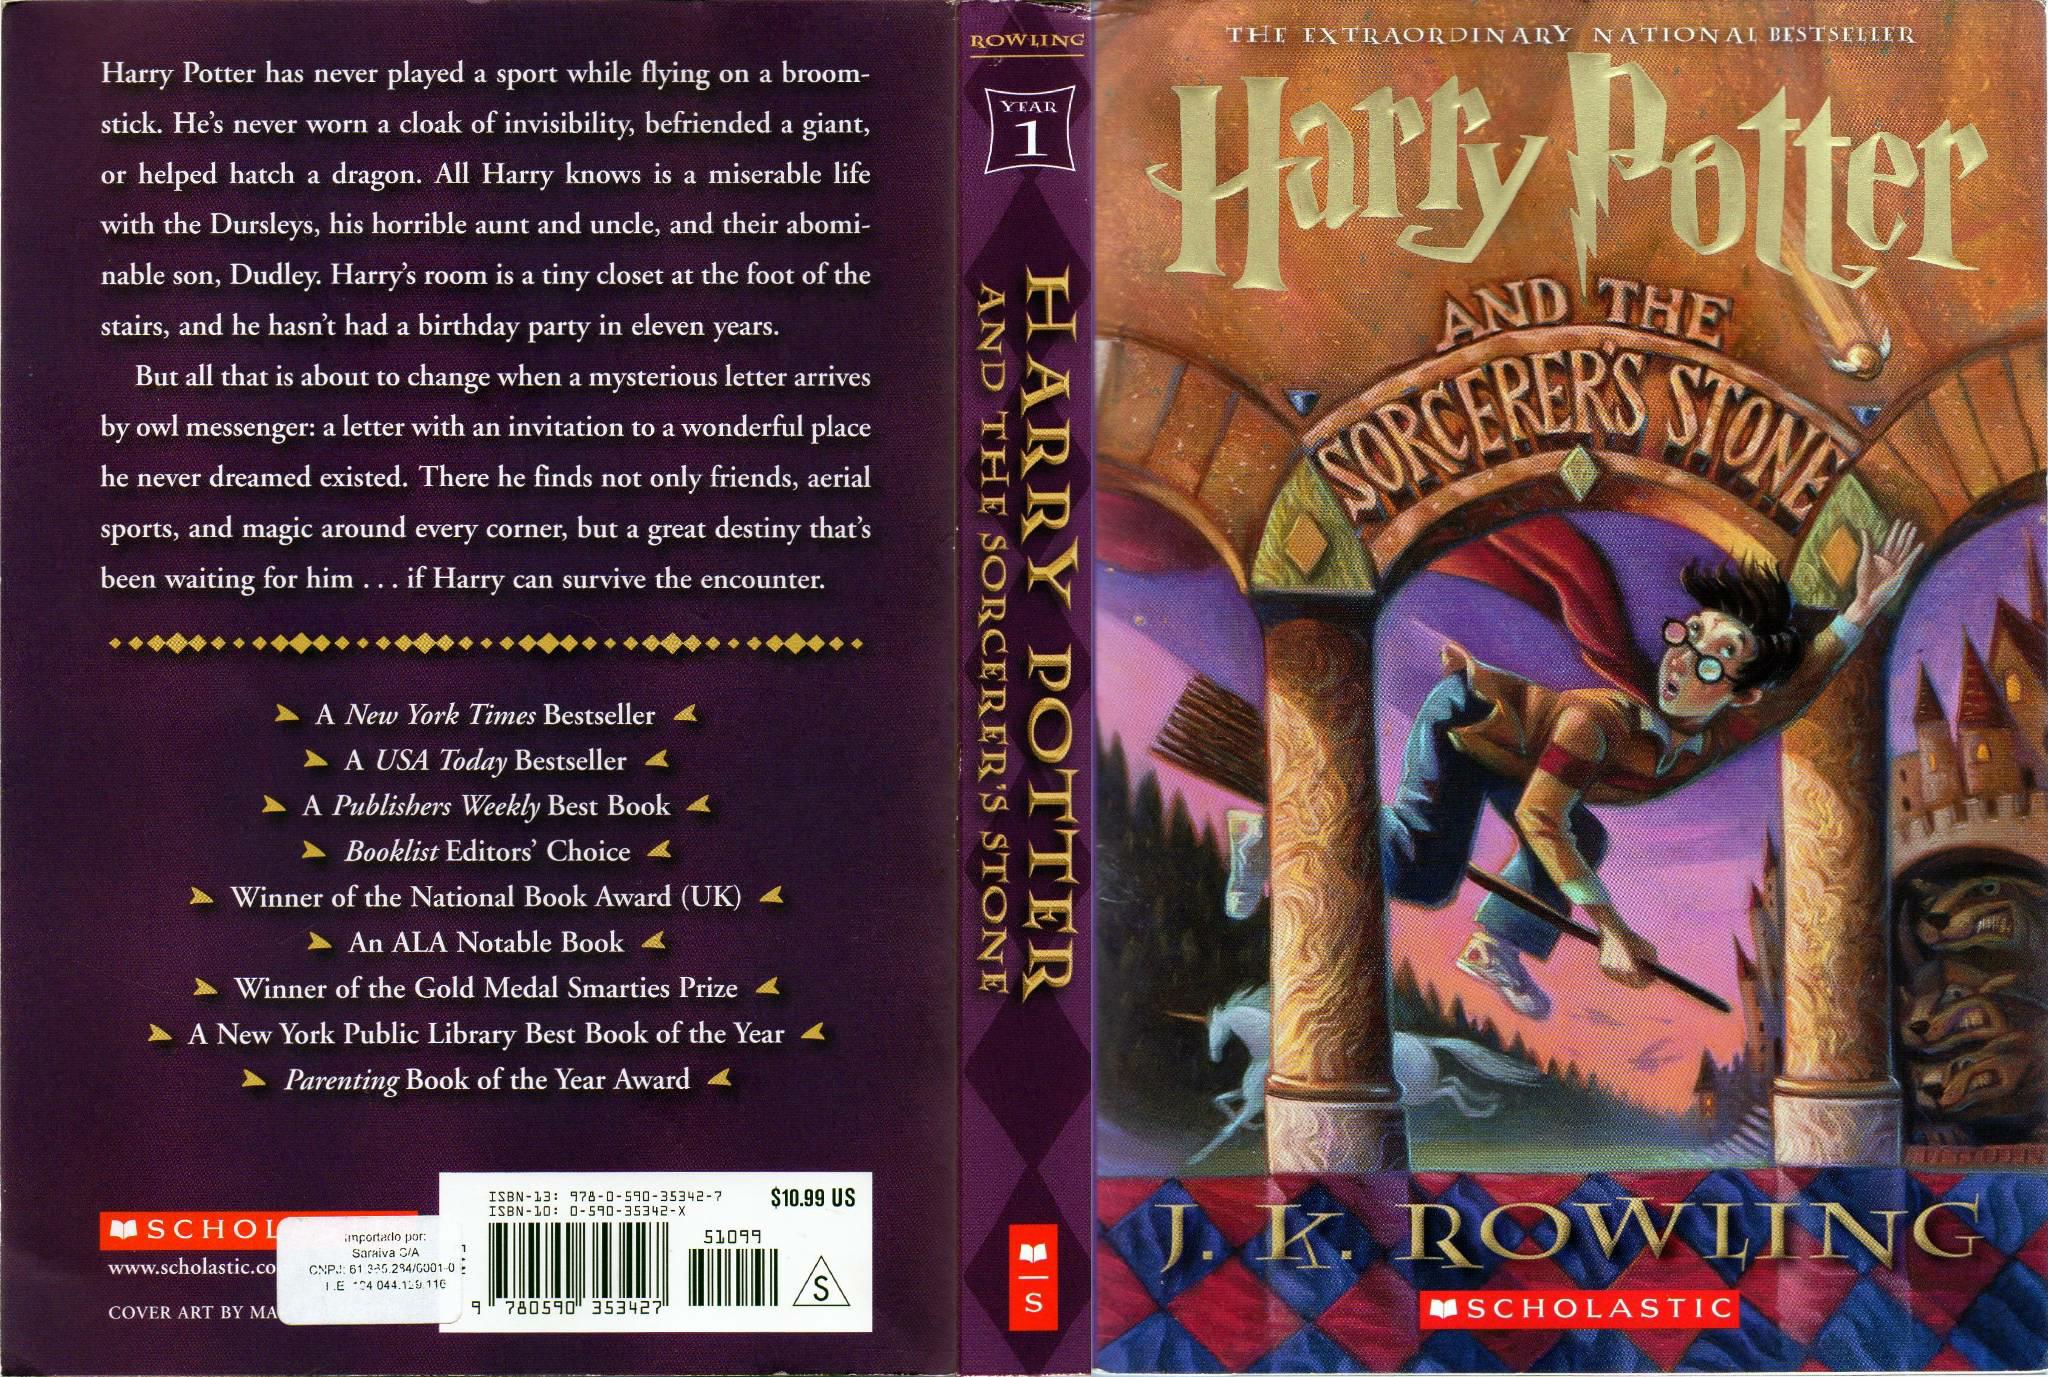 Harry Potter has never played a sport while flying on a broom-
stick. He's never worn a cloak of invisibility, befriended a giant,
or helped hatch a dragon. All Harry knows is a miserable life
with the Dursleys, his horrible aunt and uncle, and their abomi-
nable son, Dudley. Harry's room is a tiny closet at the foot of the
stairs, and he hasn't had a birthday party in eleven years.
But all that is about to change when a mysterious letter arrives
by owl messenger: a letter with an invitation to a wonderful place
he never dreamed existed. There he finds not only friends, aerial
sports, and magic around every corner, but a great destiny that's
been waiting for him . . . if Harry can survive the encounter.
A New York Times Bestseller
A USA Today Bestseller
A Publishers Weekly Best Book
Booklist Editors' Choice
Winner of the National Book Award (UK)
An ALA Notable Book
Winner of the Gold Medal Smarties Prize
A New York Public Library Best Book of the Year
Parenting Book of the Year Award
SCHOL
www.scholastic.co
COVER ART BY MA
Importado por:
Saraiva S/A
CNPJ:
ISBN-13: 978-0-590-35342-7
ISBN-10: 0-590-35342-X
$10.99 US
51099
9 780590 353427
S
ROWLING
YEAR
1
HARRY POTTER
AND THE SORCERER'S STONE
S
THE EXTRAORDINARY NATIONAL BESTSELLER
Harry Potter
AND THE
SORCERER'S STONE
J. K. ROWLING
SCHOLASTIC